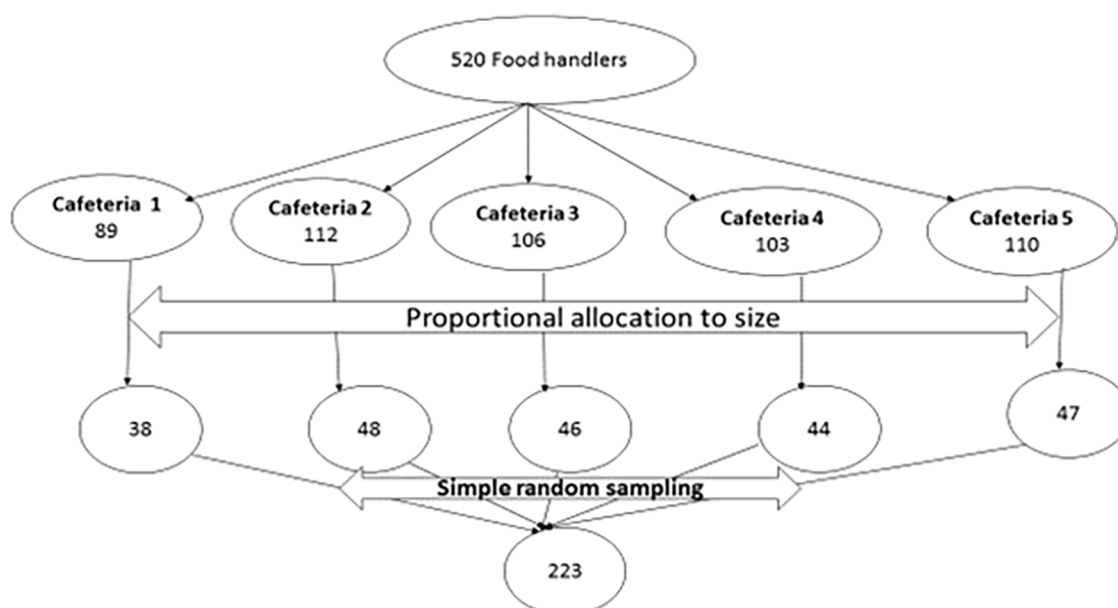 520 Food handlers
Cafeteria 1
89
Cafeteria 2
112
Cafeteria 3
106
Cafeteria 4
103
Cafeteria 5
110
Proportional allocation to size
38
48
46
44
47
Simple random sampling
223